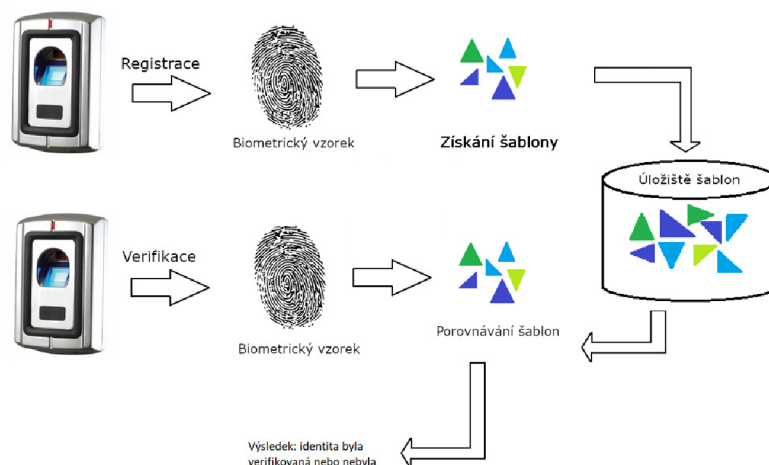 Registrace
Biometrický vzorek
Získání šablony
Úložiště šablon
Verifikace
Biometrický vzorek
Porovnávání šablon
Výsledek: identita byla
verifikovaná nebo nebyla